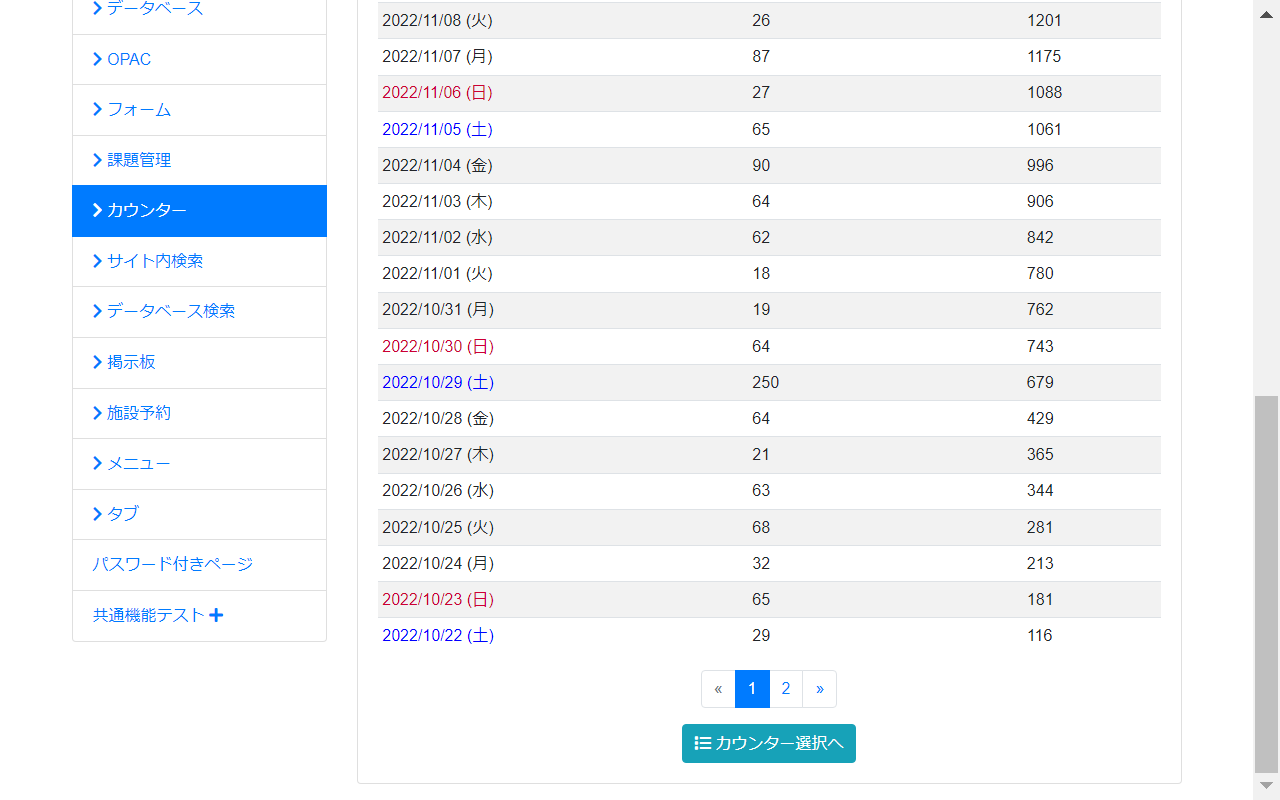 データベース
OPAC
フォーム
課題管理
カウンター
サイト内検索
データベース検索
掲示板
施設予約
メニュー
タブ
パスワード付きページ
共通機能テスト
2022/11/08 (火) 26 1201
2022/11/07 (月) 87 1175
2022/11/06 (日) 27 1088
2022/11/05 (土) 65 1061
2022/11/04 (金) 90 996
2022/11/03 (木) 64 906
2022/11/02 (水) 62 842
2022/11/01 (火) 18 780
2022/10/31 (月) 19 762
2022/10/30 (日) 64 743
2022/10/29 (土) 250 679
2022/10/28 (金) 64 429
2022/10/27 (木) 21 365
2022/10/26 (水) 63 344
2022/10/25 (火) 68 281
2022/10/24 (月) 32 213
2022/10/23 (日) 65 181
2022/10/22 (土) 29 116
« 1 2 »
カウンター選択へ